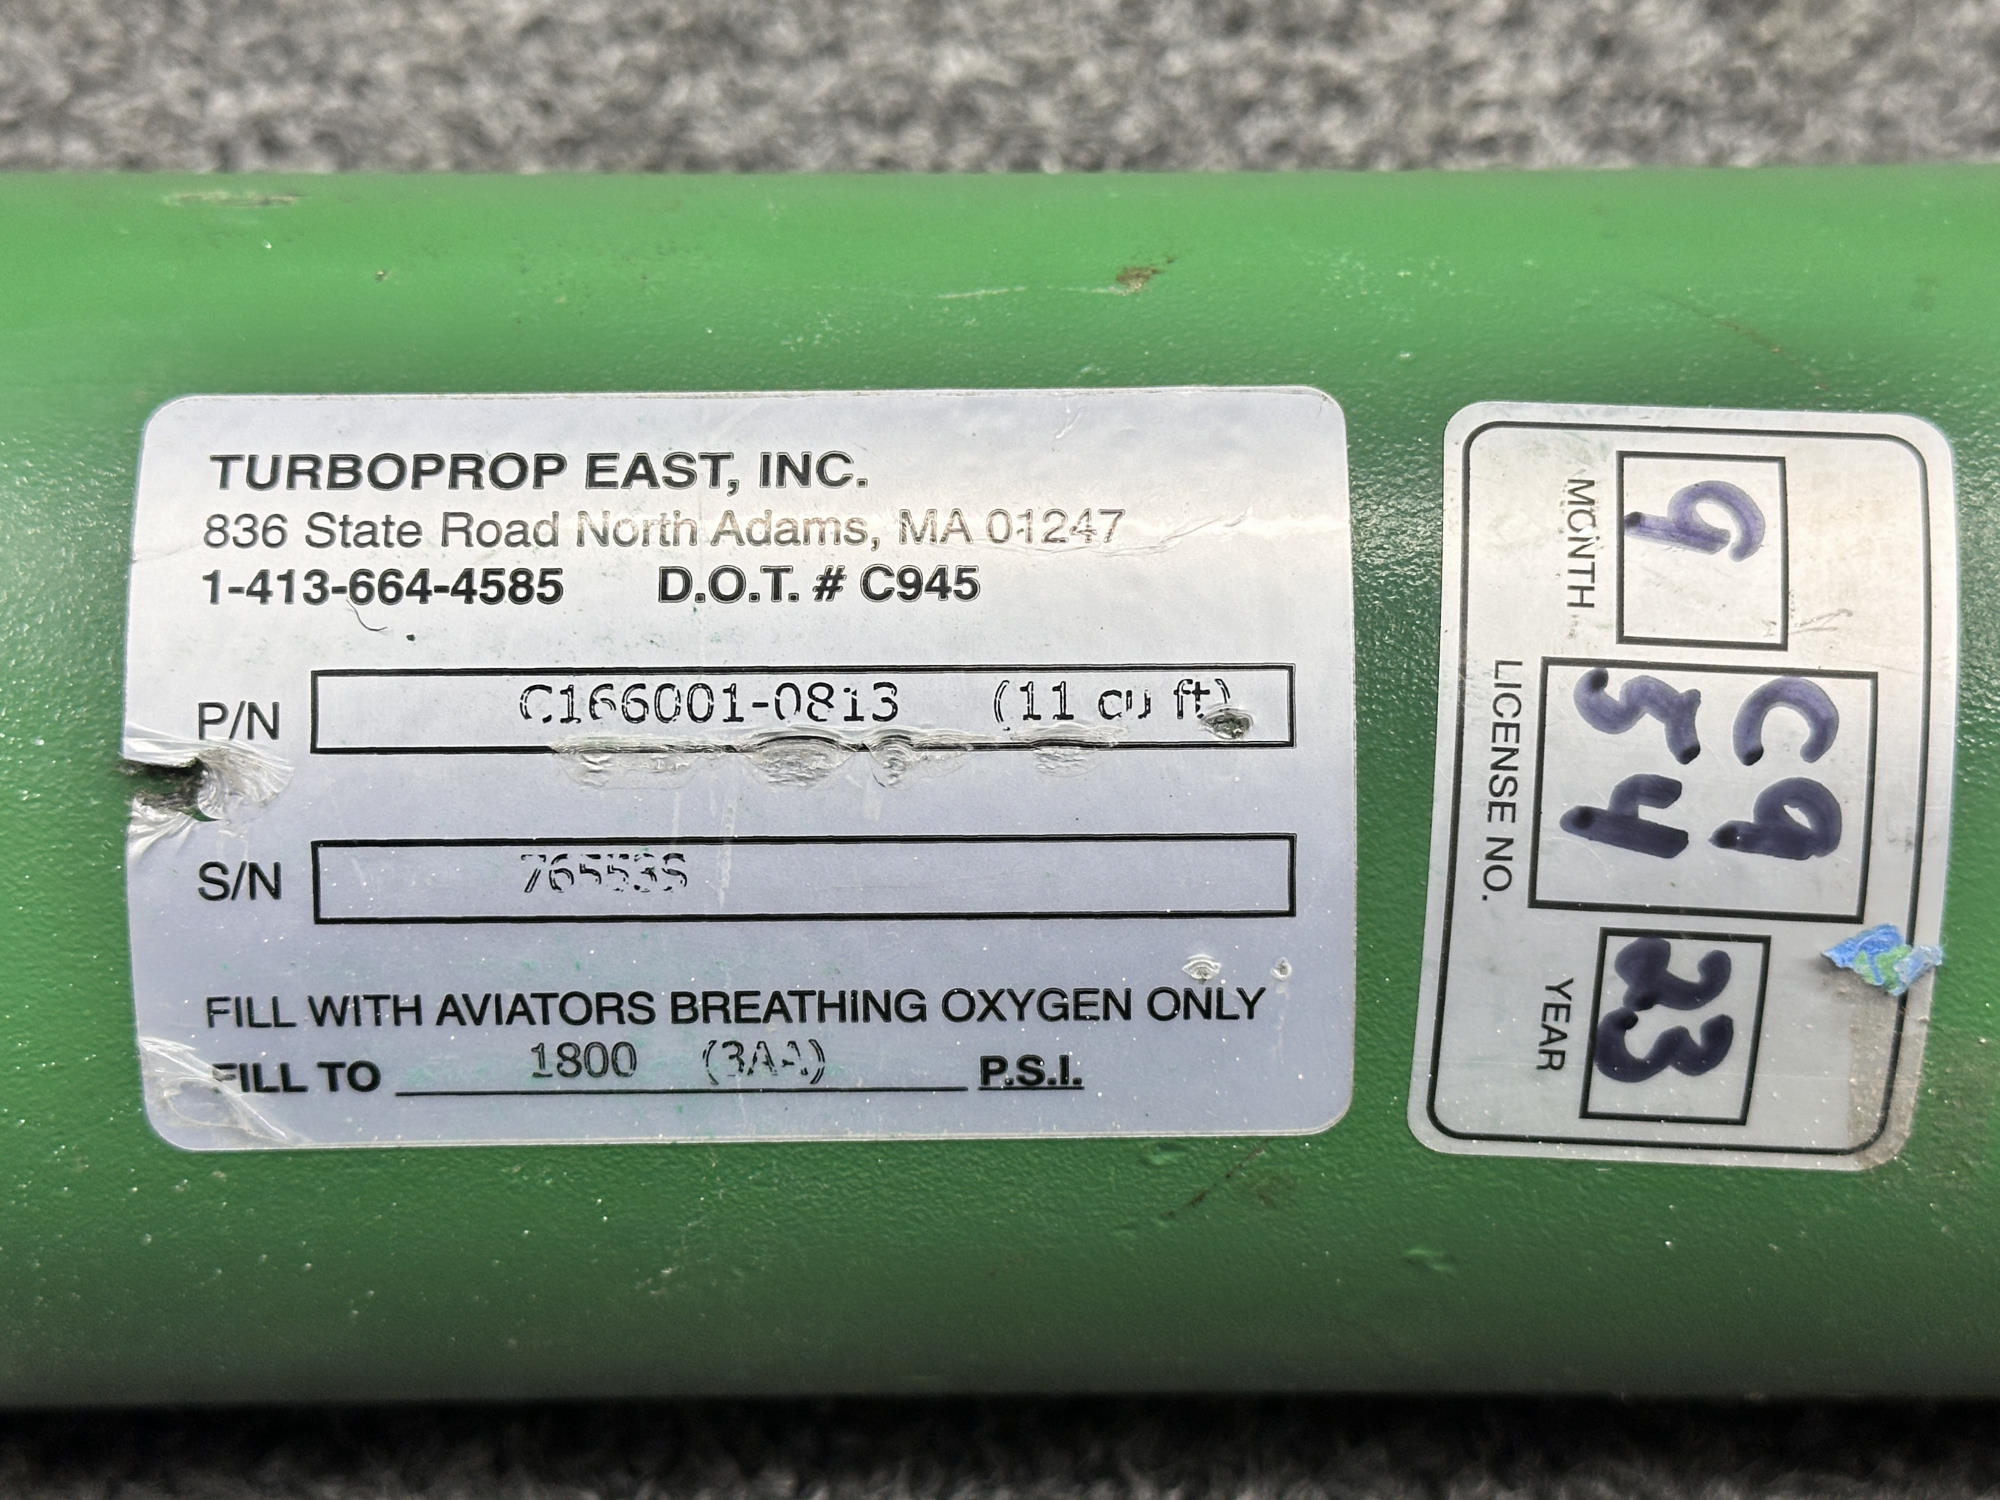 TURBOPROP EAST, INC.
836 State Road North Adams, MA 01247
1-413-664-4585 D.O.T. # C945
P/N C166001-0813 (11 cu ft)
S/N
FILL WITH AVIATORS BREATHING OXYGEN ONLY
FILL TO 1800 (3AA) P.S.I.
9
MONTH
C9
54
LICENSE NO.
23
YEAR